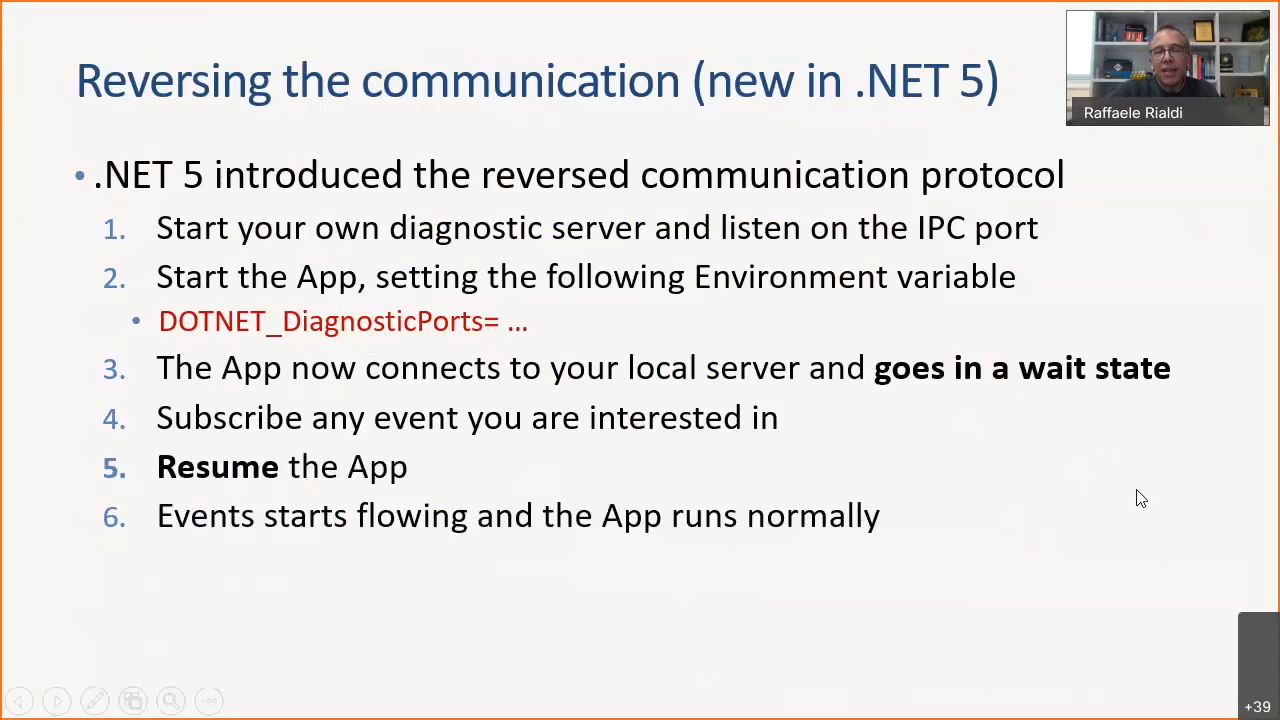 Reversing the communication (new in .NET 5)
Raffaele Rialdi
• .NET 5 introduced the reversed communication protocol
1. Start your own diagnostic server and listen on the IPC port
2. Start the App, setting the following Environment variable
• DOTNET_DiagnosticPorts= ...
3. The App now connects to your local server and goes in a wait state
4. Subscribe any event you are interested in
5. Resume the App
6. Events starts flowing and the App runs normally
+39